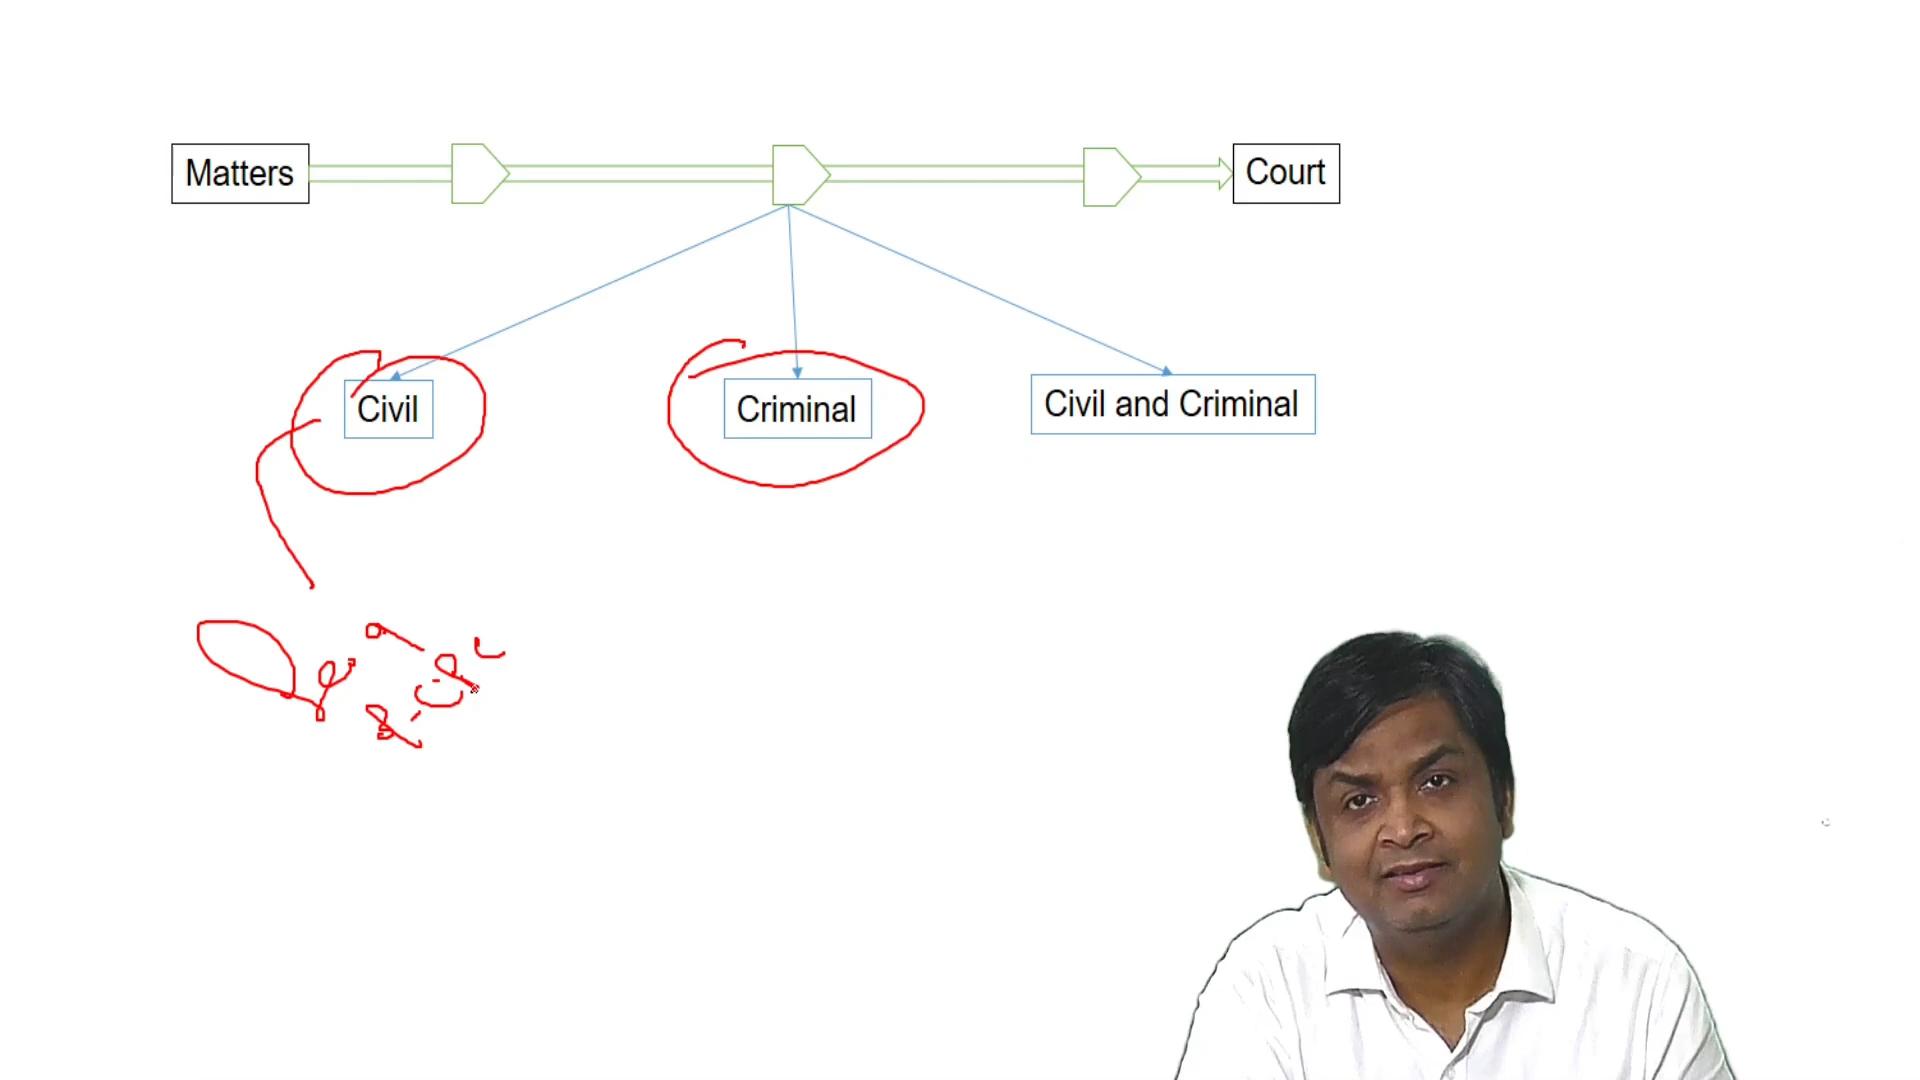 Matters
Court
Civil
Criminal
Civil and Criminal